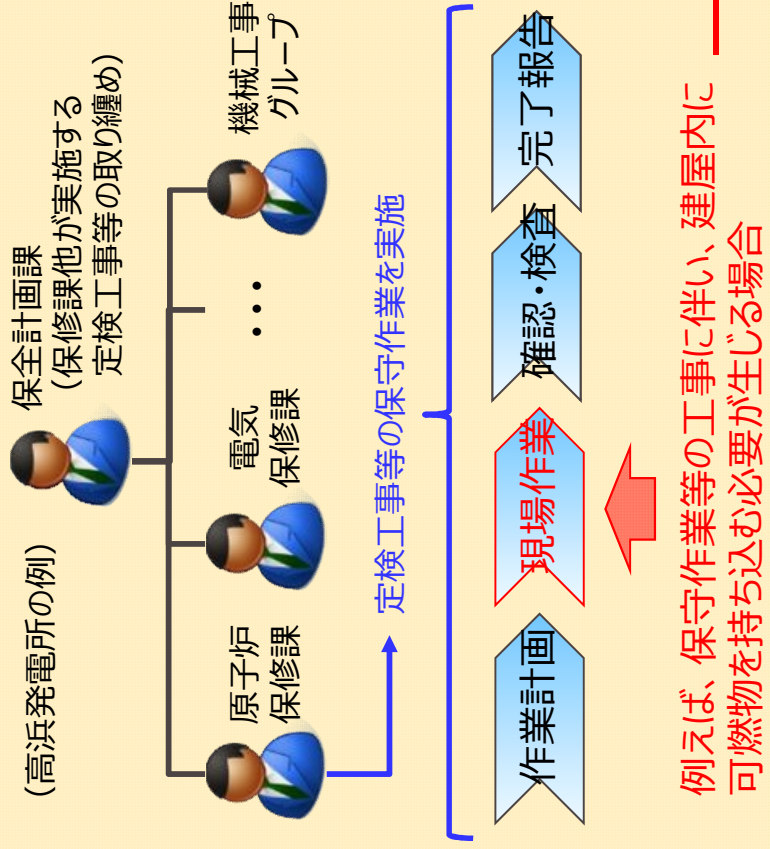 (高浜発電所の例)
保全計画課
(保修課他が実施する
定検工事等の取り纏め)
原子炉
保修課
電気
保修課
・・・
機械工事
グループ
定検工事等の保守作業を実施
作業計画
現場作業
確認・検査
完了報告
例えば、保守作業等の工事に伴い、建屋内に
可燃物を持ち込む必要が生じる場合